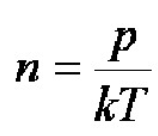 n = p/kT